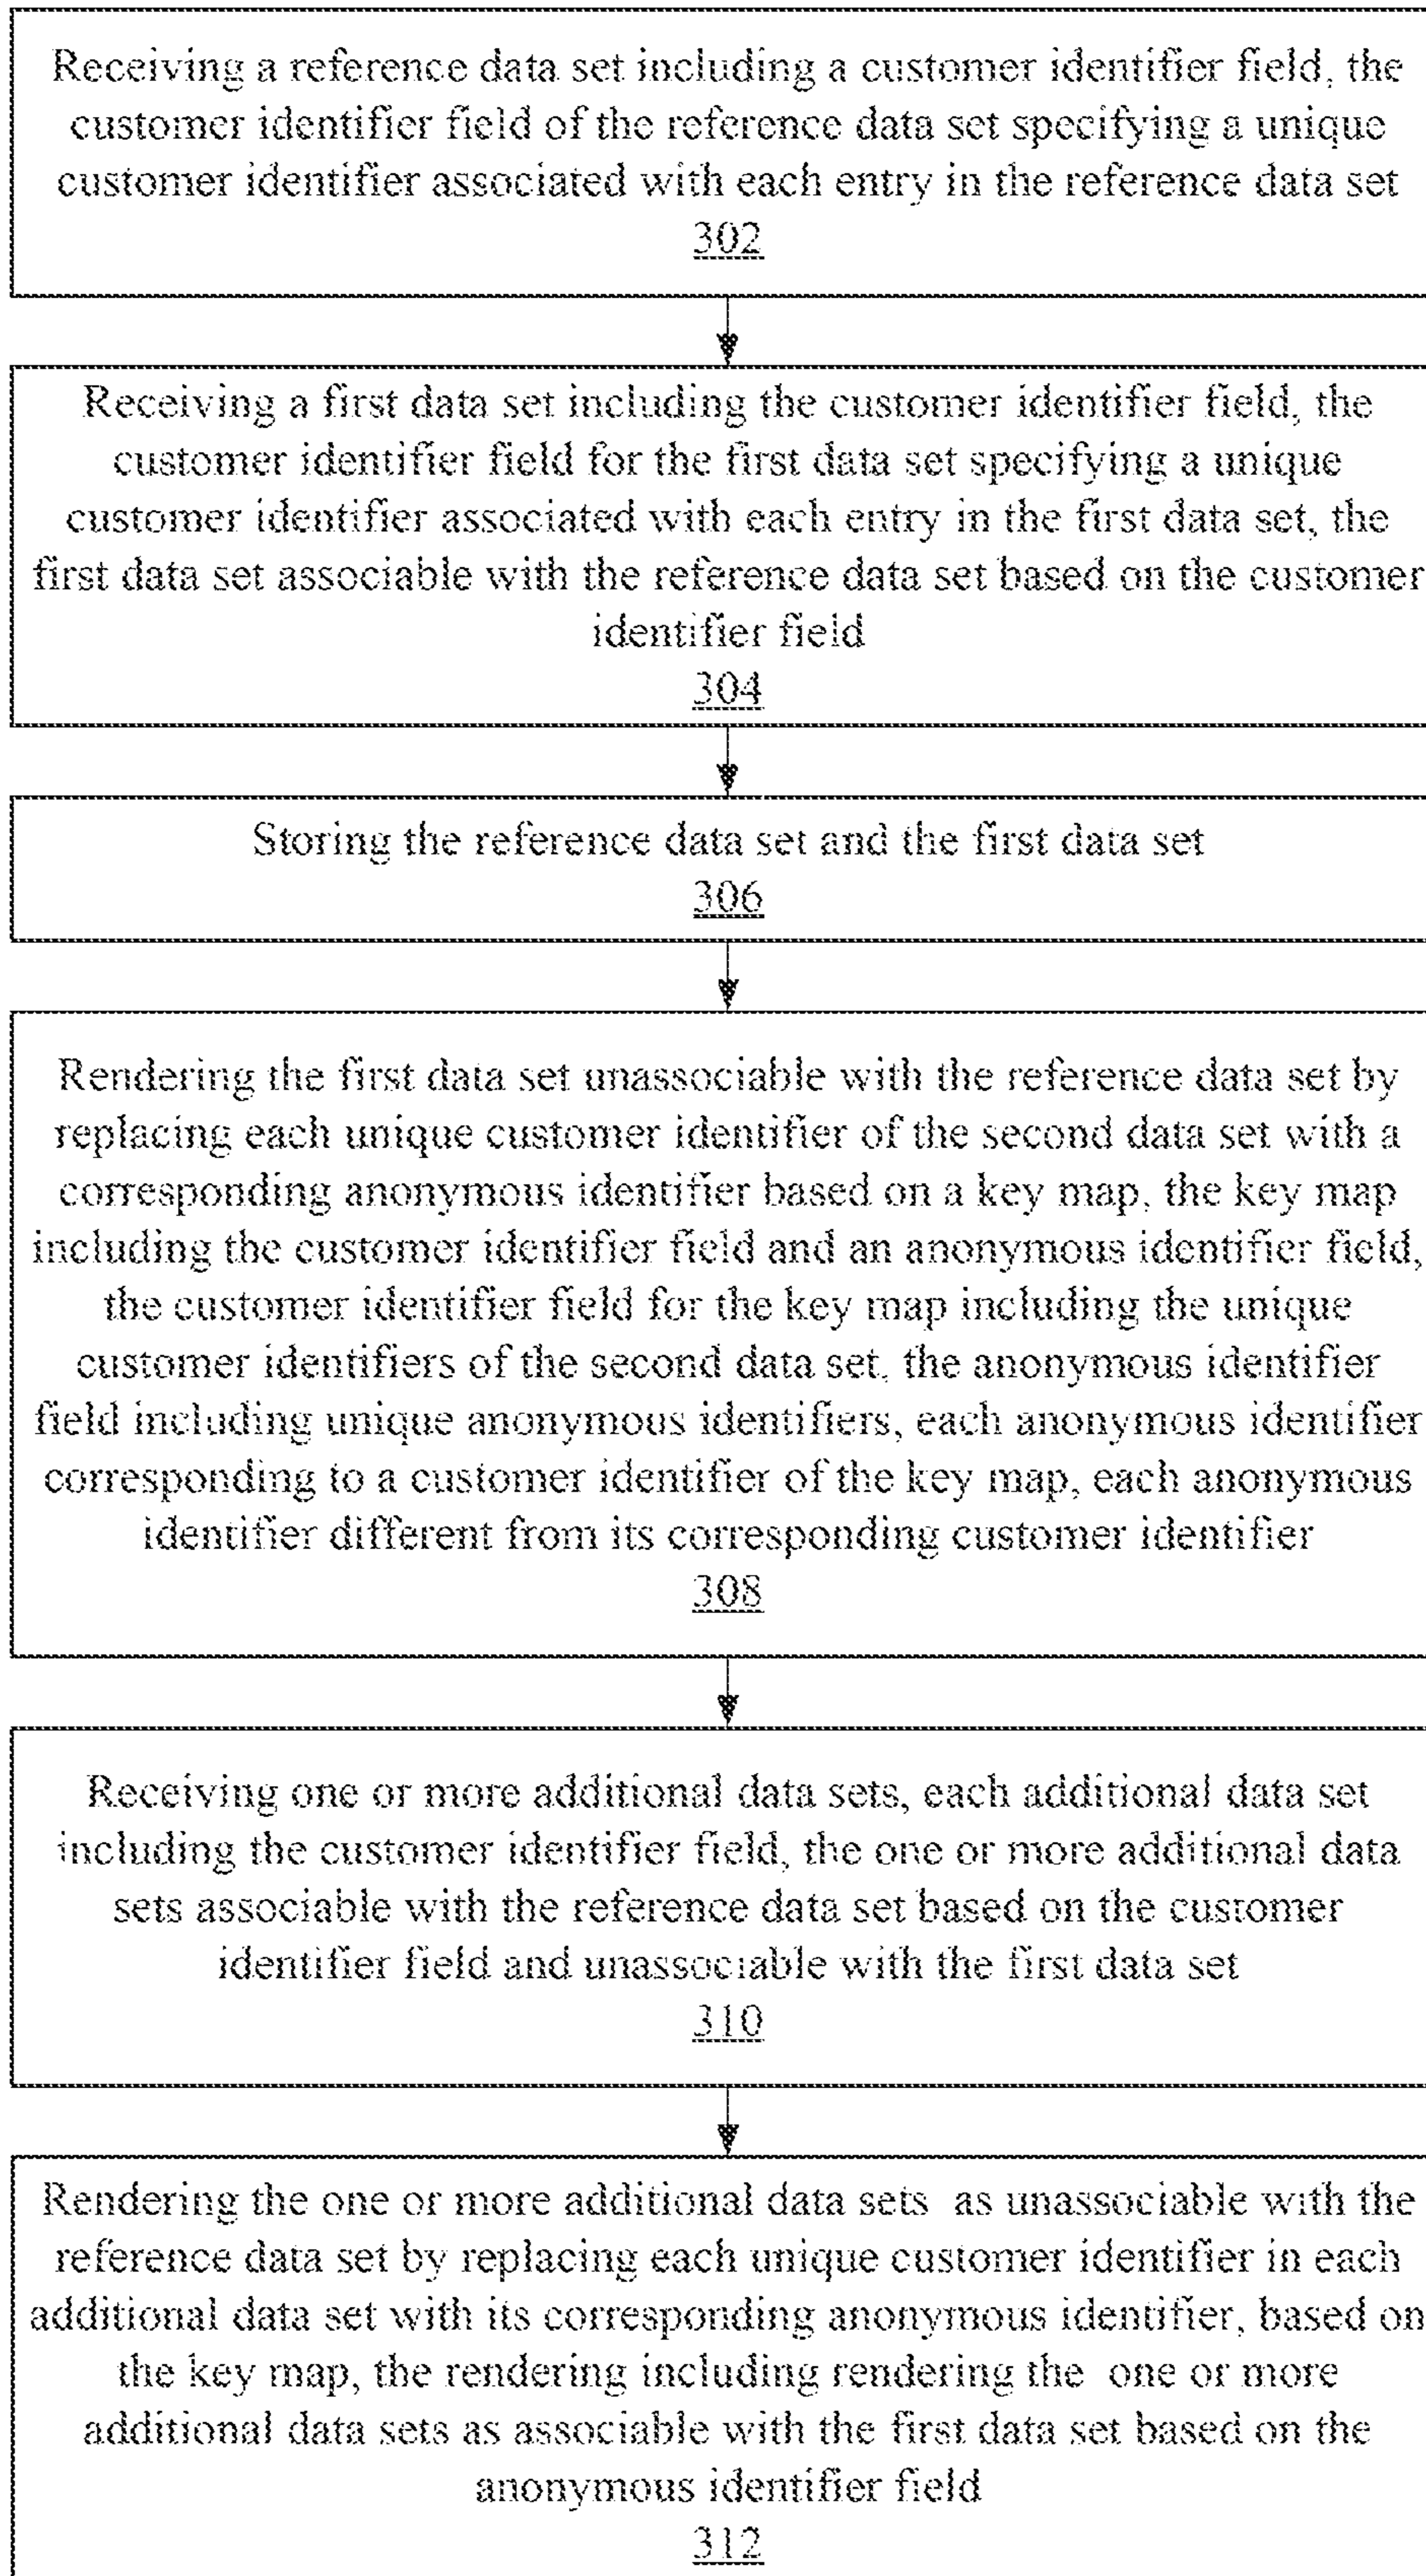 Receiving a reference data set including a customer identifier field, the
customer identifier field of the reference data set specifying a unique
customer identifier associated with each entry in the reference data set
302
Receiving a first data set including the customer identifier field, the
customer identifier field for the first data set specifying a unique
customer identifier associated with each entry in the first data set, the
first data set associable with the reference data set based on the customer
identifier field
304
Storing the reference data set and the first data set
306
Rendering the first data set unassociable with the reference data set by
replacing each unique customer identifier of the second data set with a
corresponding anonymous identifier based on a key map, the key map
including the customer identifier field and an anonymous identifier field,
the customer identifier field for the key map including the unique
customer identifiers of the second data set, the anonymous identifier
field including unique anonymous identifiers, each anonymous identifier
corresponding to a customer identifier of the key map, each anonymous
identifier different from its corresponding customer identifier
308
Receiving one or more additional data sets, each additional data set
including the customer identifier field, the one or more additional data
sets associable with the reference data set based on the customer
identifier field and unassociable with the first data set
310
Rendering the one or more additional data sets as unassociable with the
reference data set by replacing each unique customer identifier in each
additional data set with its corresponding anonymous identifier, based on
the key map, the rendering including rendering the one or more
additional data sets as associable with the first data set based on the
anonymous identifier field
312